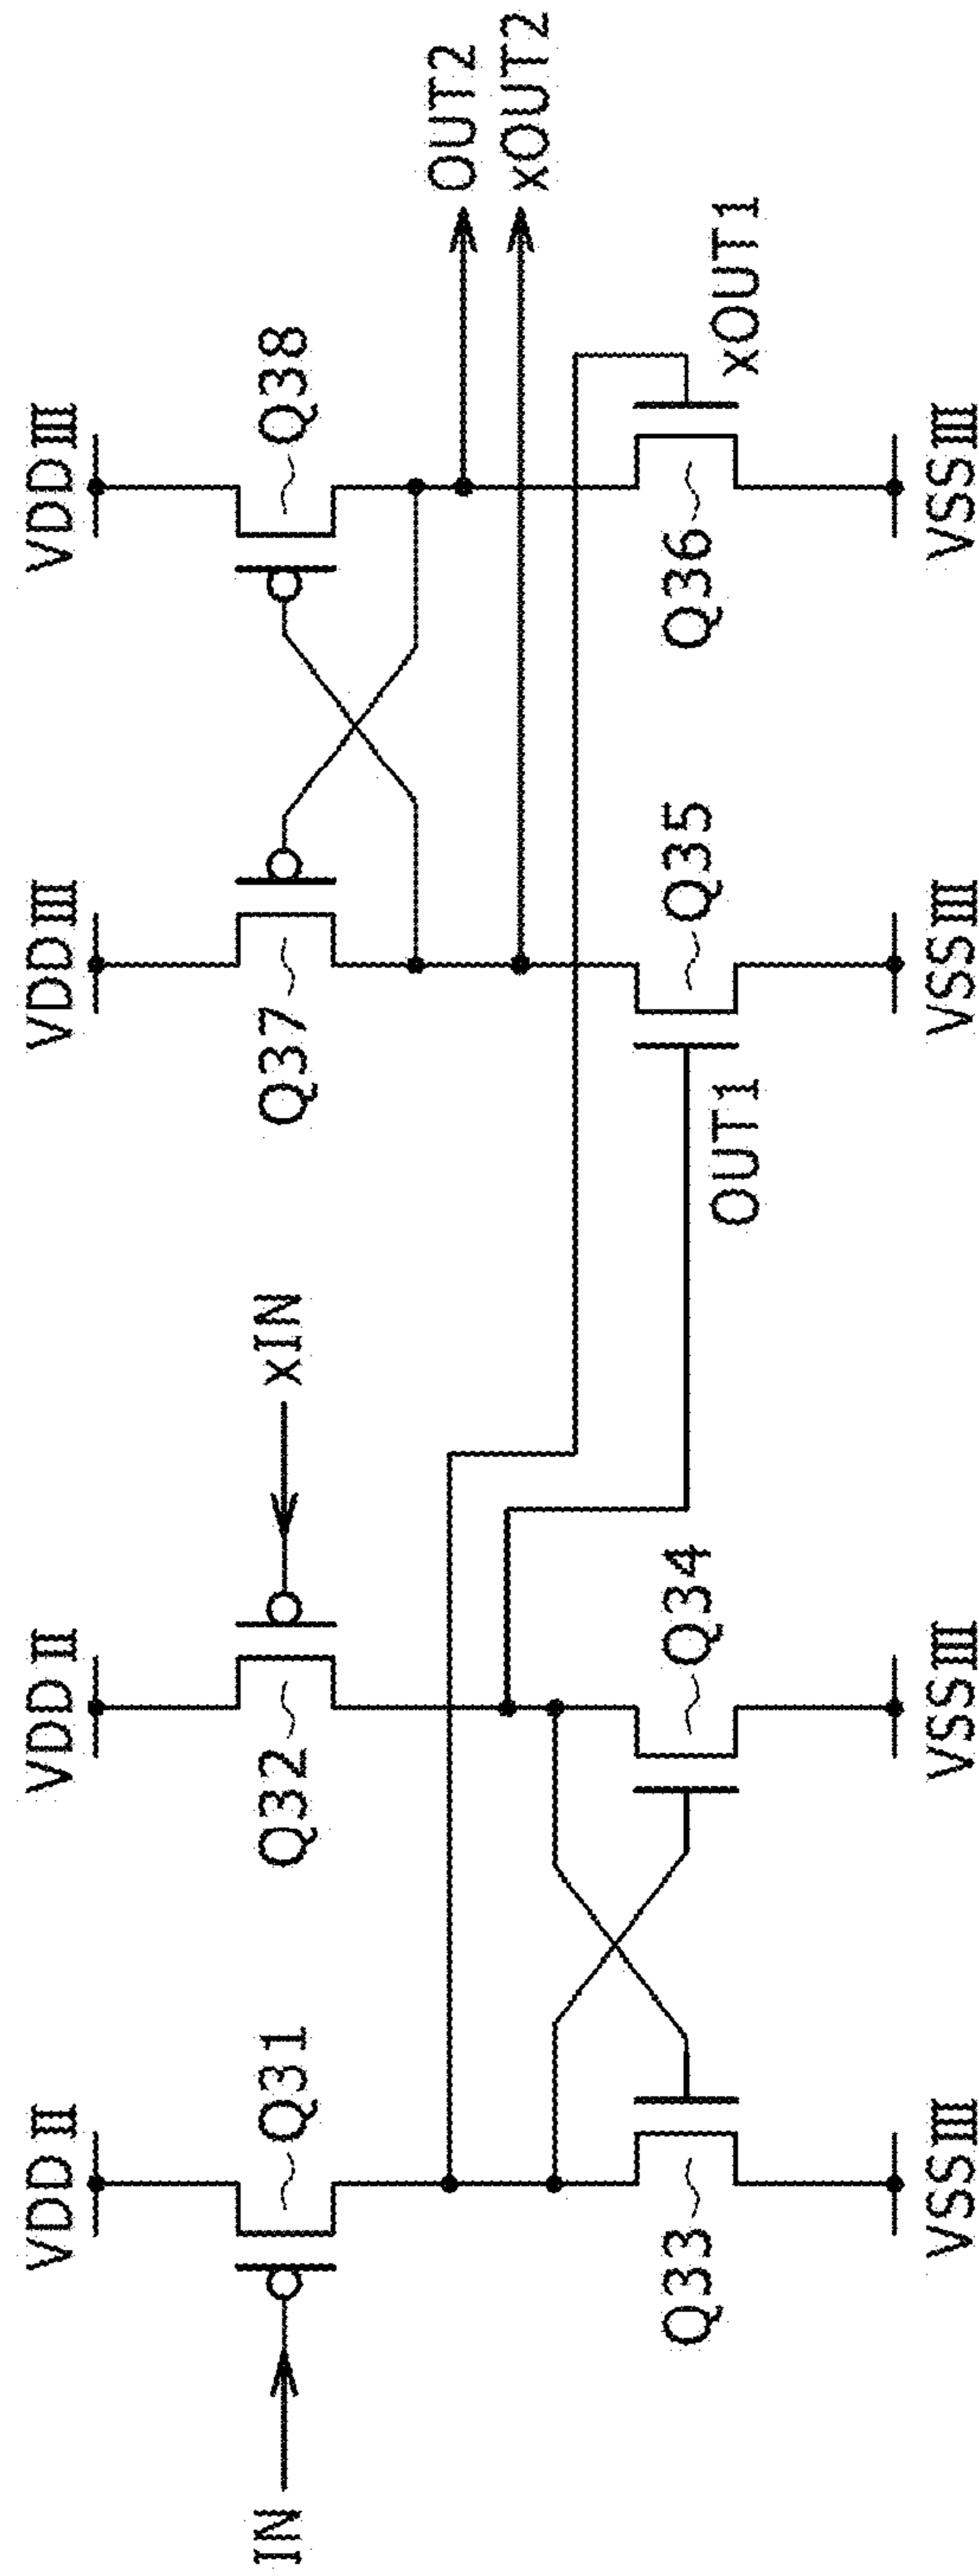 VDDⅡ
VDDⅡ
VDDⅢ
VDDⅢ
IN
Q31
Q32
xIN
Q37
Q38
OUT2
xOUT2
Q33
Q34
OUT1
Q35
Q36
xOUT1
VSSⅢ
VSSⅢ
VSSⅢ
VSSⅢ